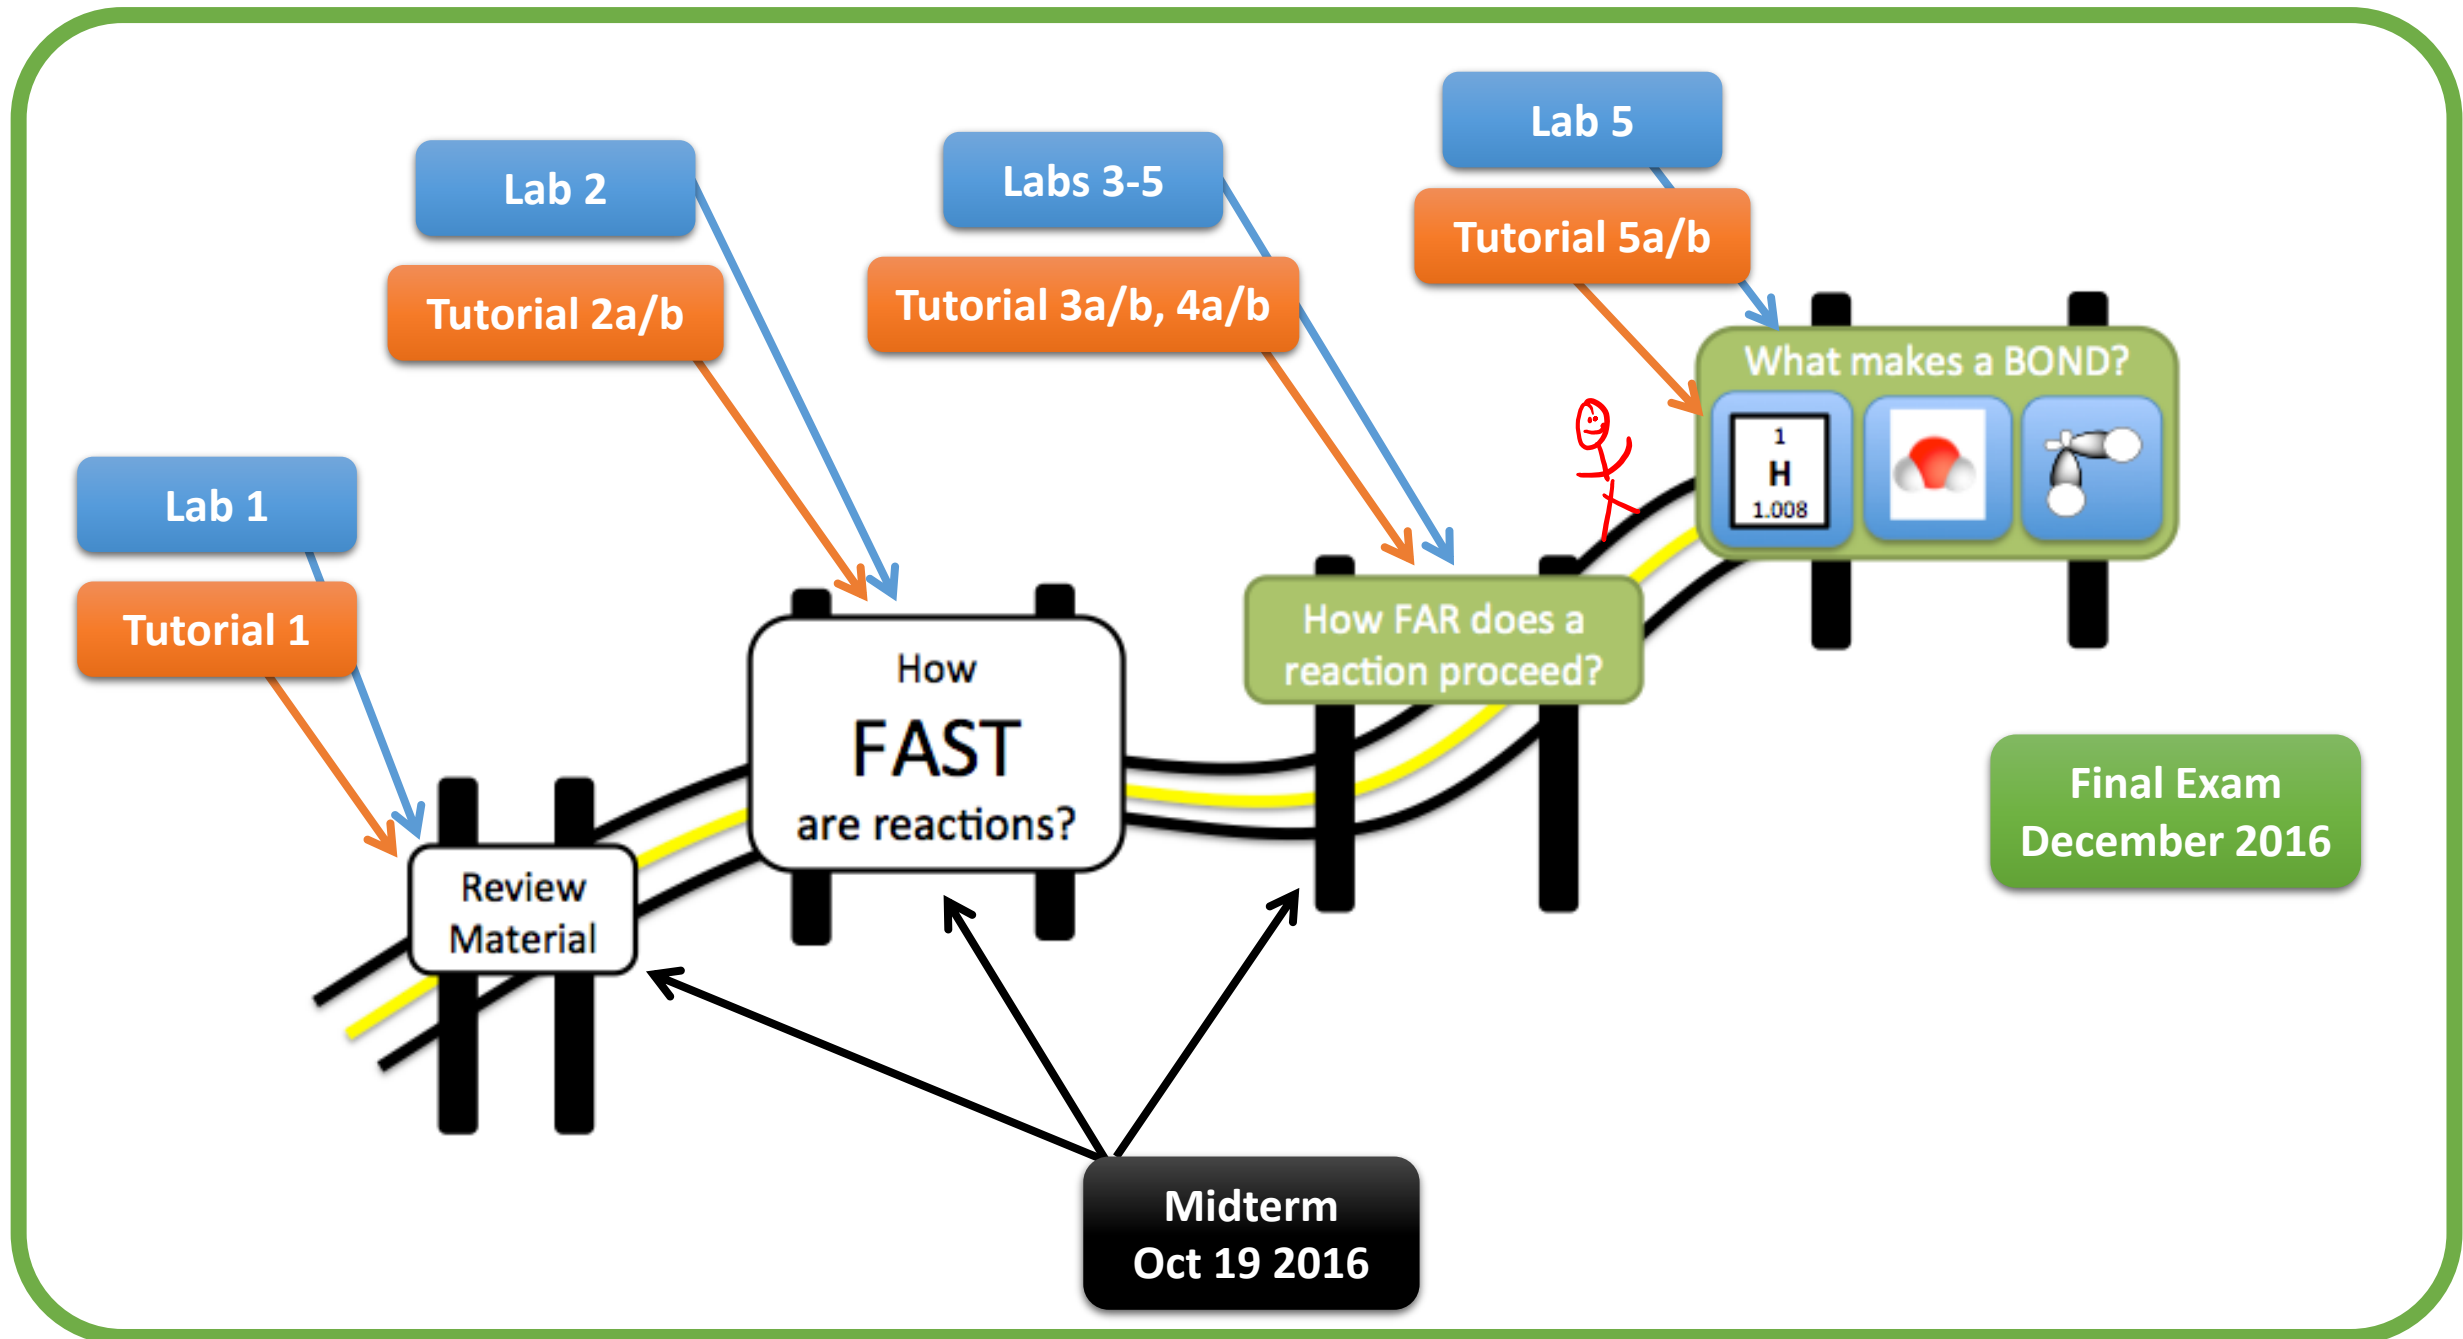 Lab 1
Tutorial 1
Review
Material
Lab 2
Tutorial 2a/b
How
FAST
are reactions?
Labs 3-5
Tutorial 3a/b, 4a/b
How FAR does a
reaction proceed?
Lab 5
Tutorial 5a/b
What makes a BOND?
1
H
1.008
Final Exam
December 2016
Midterm
Oct 19 2016